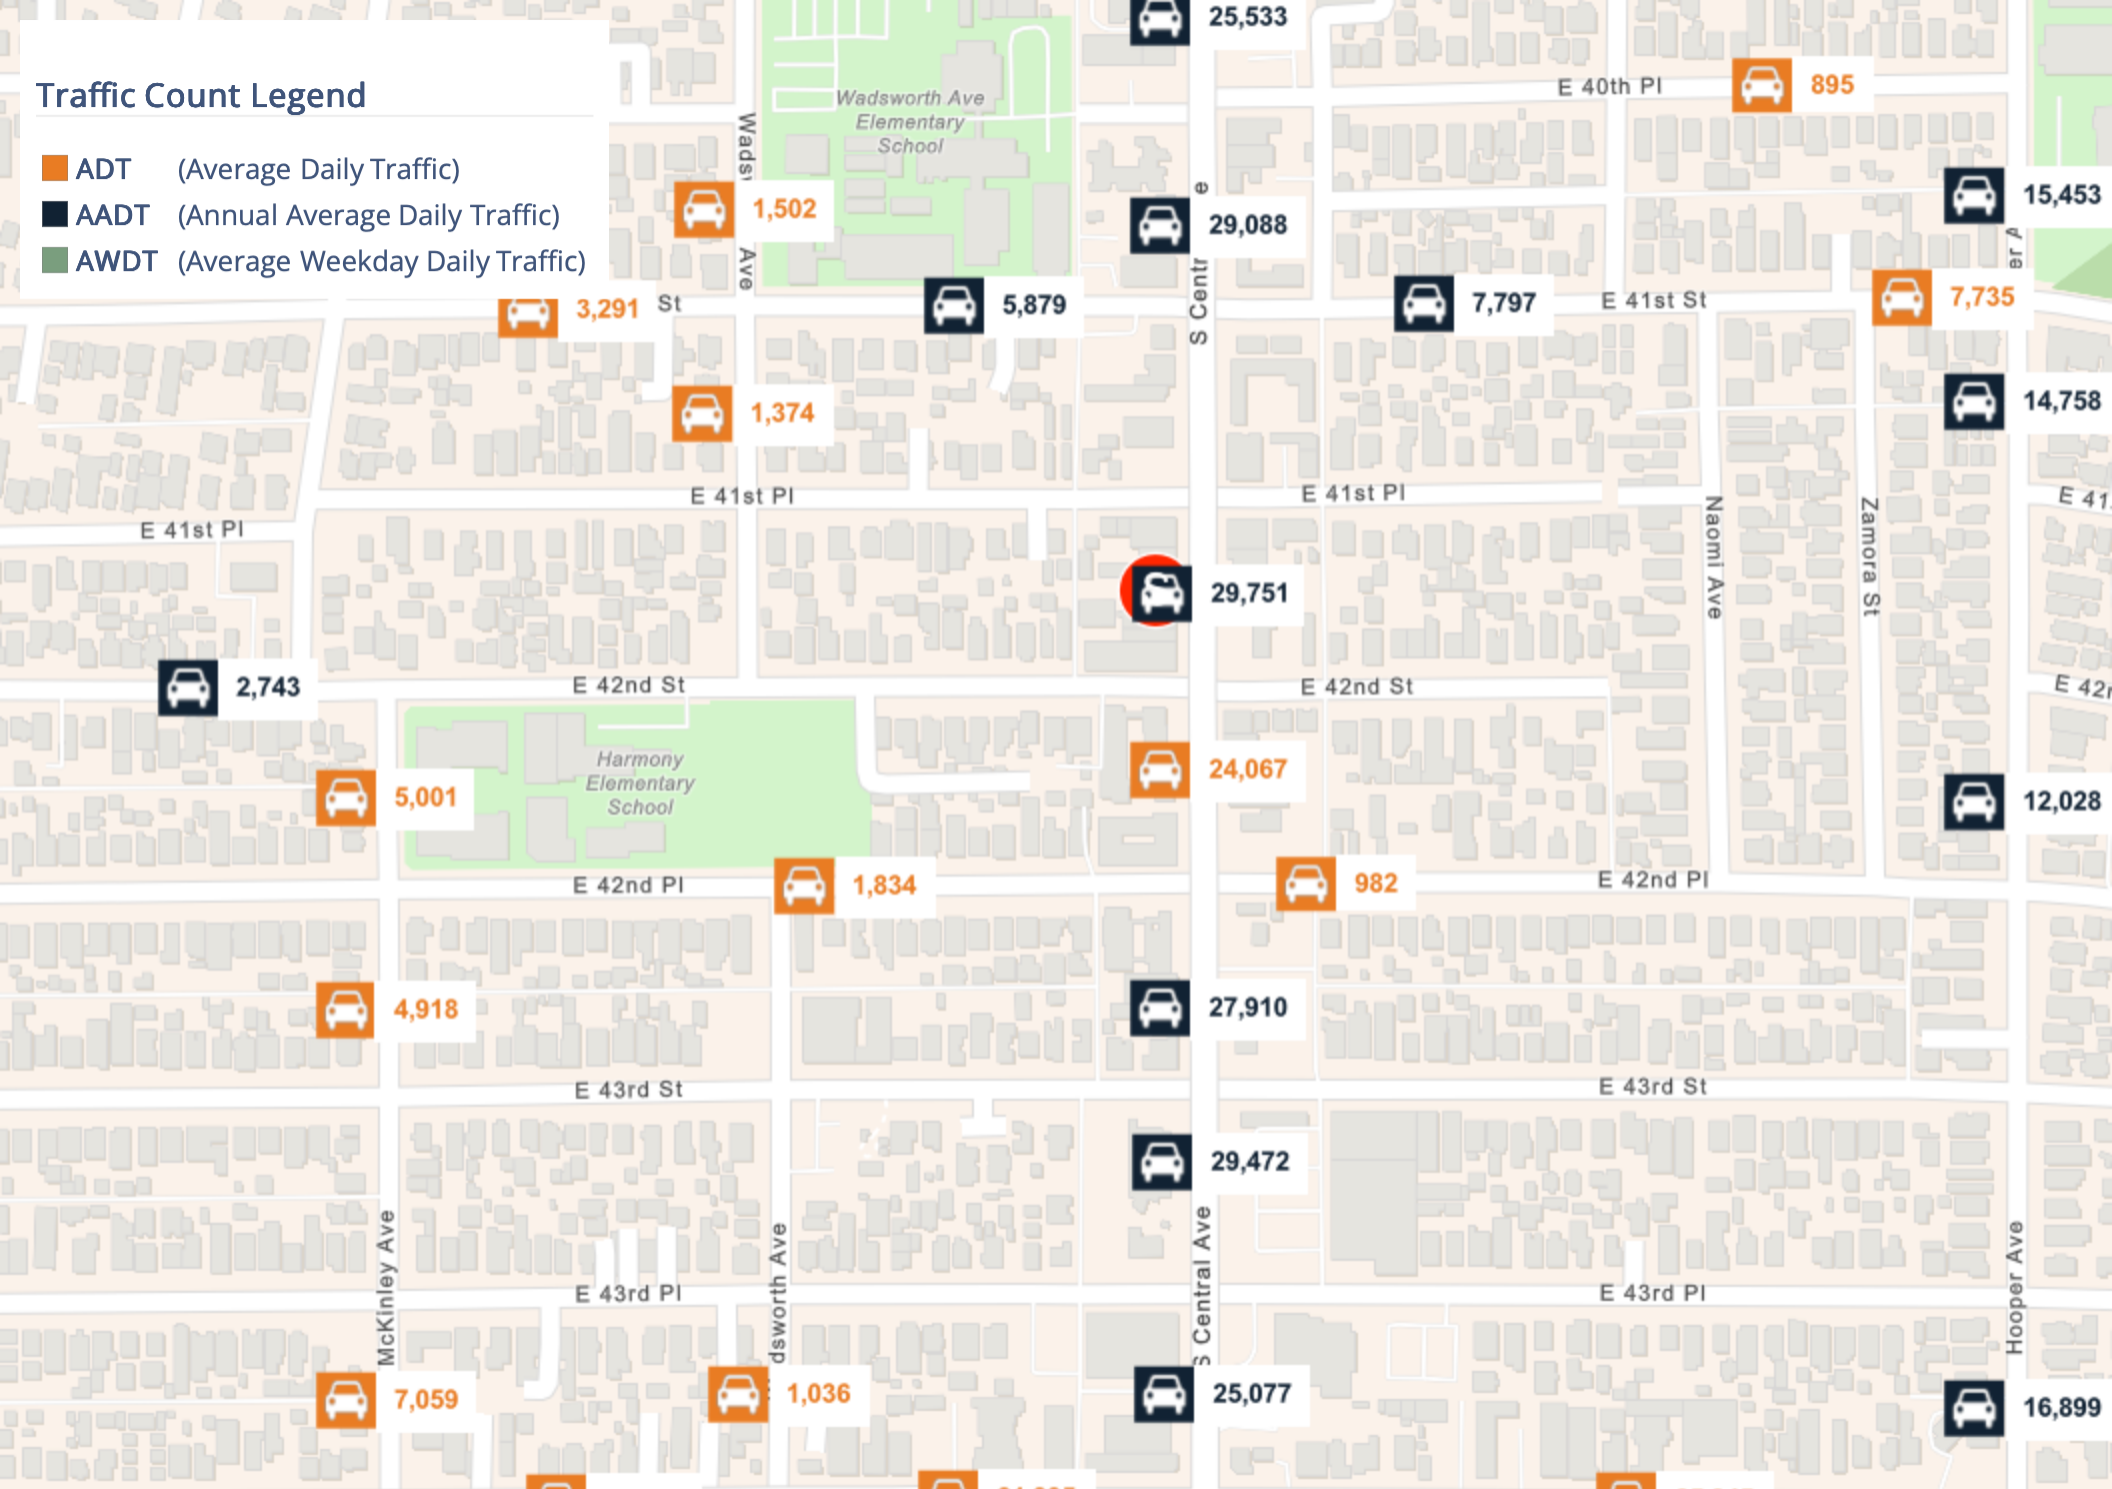 Traffic Count Legend
ADT (Average Daily Traffic)
AADT (Annual Average Daily Traffic)
AWDT (Average Weekday Daily Traffic)
25,533
Wadsworth Ave
Elementary
School
E 40th Pl
895
1,502
Ave
29,088
15,453
3,291
St
5,879
S Centr
e
7,797
E 41st St
7,735
1,374
14,758
E 41st Pl
E 41st Pl
E 41st Pl
Naomi Ave
Zamora St
29,751
2,743
E 42nd St
E 42nd St
Harmony
Elementary
School
5,001
24,067
12,028
E 42nd Pl
1,834
982
E 42nd Pl
4,918
27,910
E 43rd St
E 43rd St
29,472
McKinley Ave
dsworth Ave
S Central Ave
Hooper Ave
E 43rd Pl
E 43rd Pl
7,059
1,036
25,077
16,899